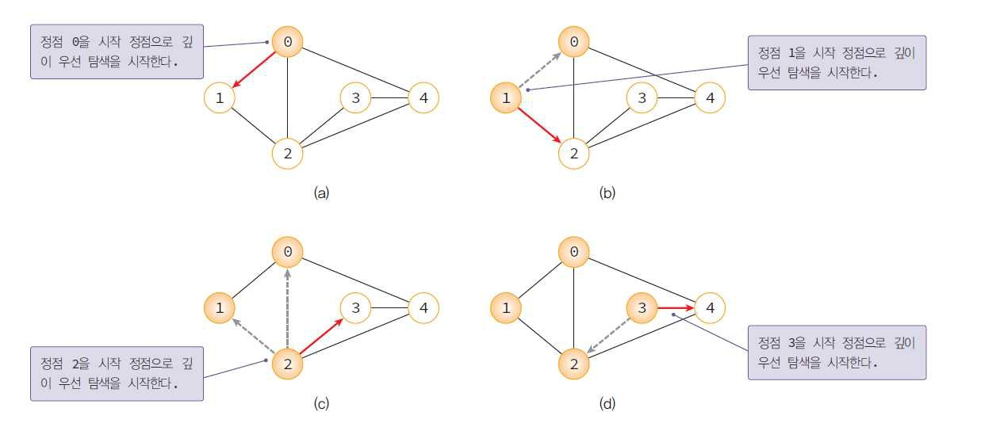 정점 0을 시작 정점으로 깊
이 우선 탐색을 시작한다.
0
1
3
4
2
(a)
0
1
3
4
2
(b)
정점 1을 시작 정점으로 깊이
우선 탐색을 시작한다.
0
1
3
4
2
(c)
정점 2을 시작 정점으로 깊
이 우선 탐색을 시작한다.
0
1
3
4
2
(d)
정점 3을 시작 정점으로 깊이
우선 탐색을 시작한다.